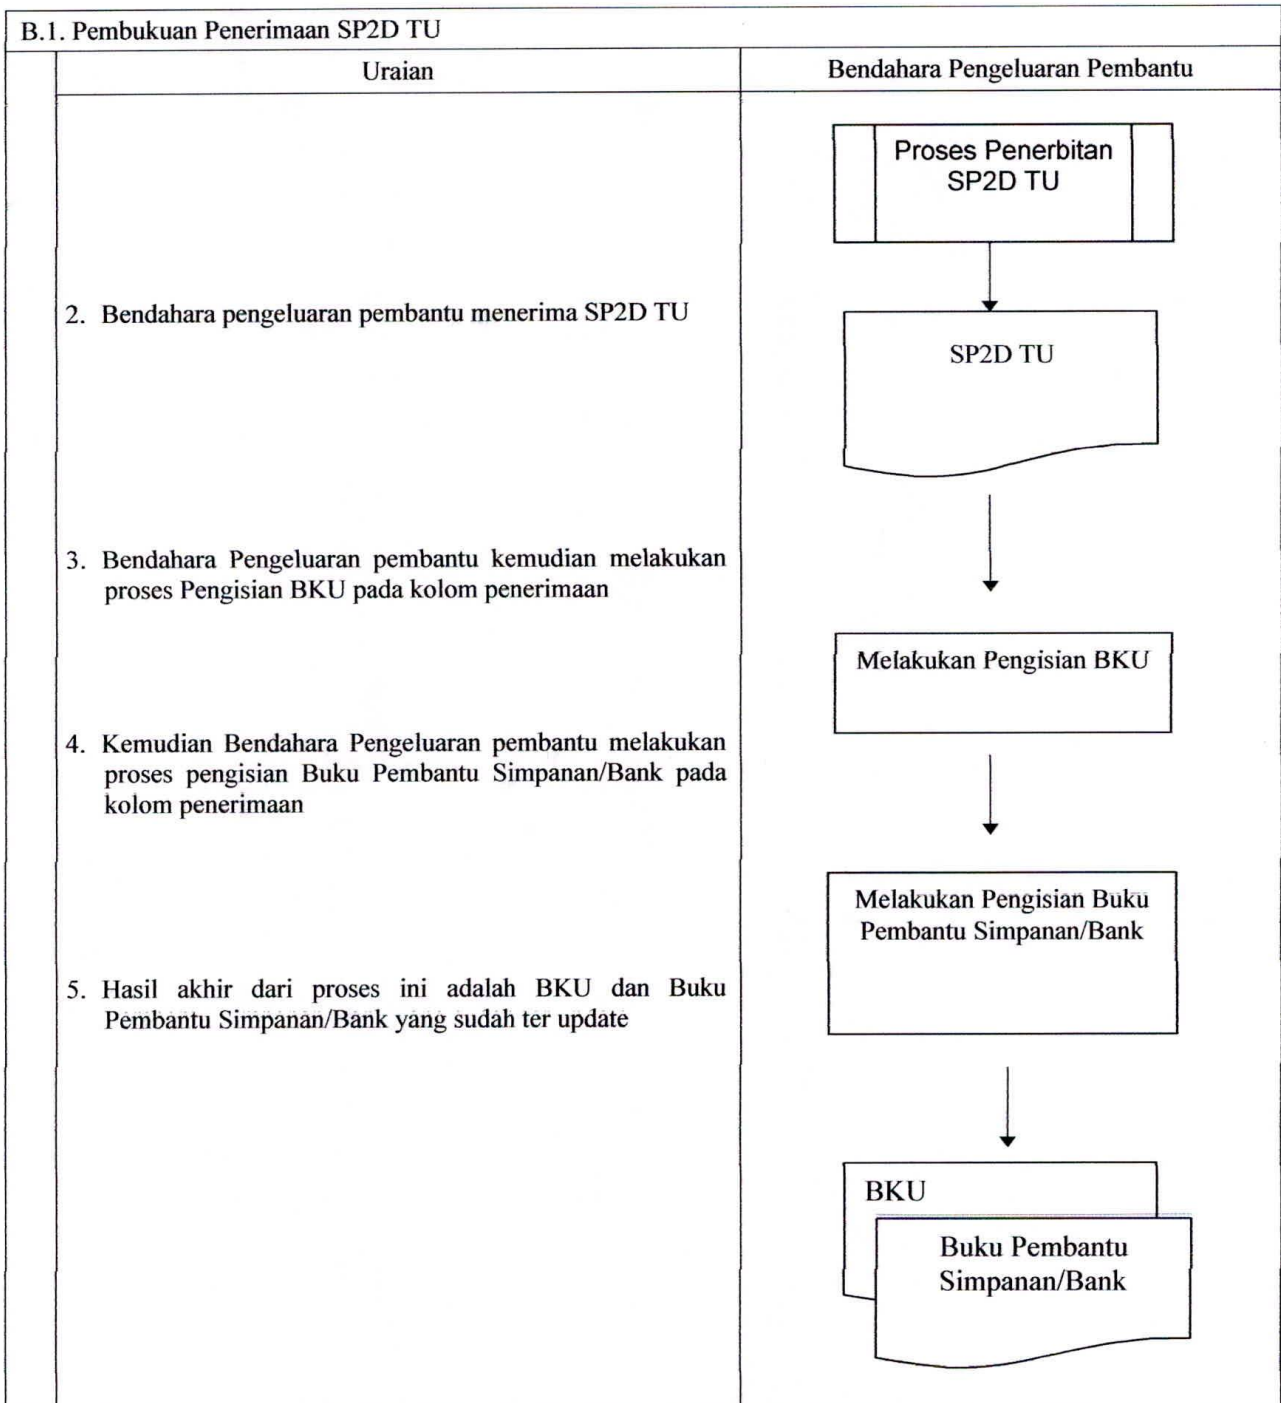 B.1. Pembukuan Penerimaan SP2D TU
Uraian
Bendahara Pengeluaran Pembantu
Proses Penerbitan
SP2D TU
2. Bendahara pengeluaran pembantu menerima SP2D TU
SP2D TU
3. Bendahara Pengeluaran pembantu kemudian melakukan
proses Pengisian BKU pada kolom penerimaan
Melakukan Pengisian BKU
4. Kemudian Bendahara Pengeluaran pembantu melakukan
proses pengisian Buku Pembantu Simpanan/Bank pada
kolom penerimaan
Melakukan Pengisian Buku
Pembantu Simpanan/Bank
5. Hasil akhir dari proses ini adalah BKU dan Buku
Pembantu Simpanan/Bank yang sudah ter update
BKU
Buku Pembantu
Simpanan/Bank